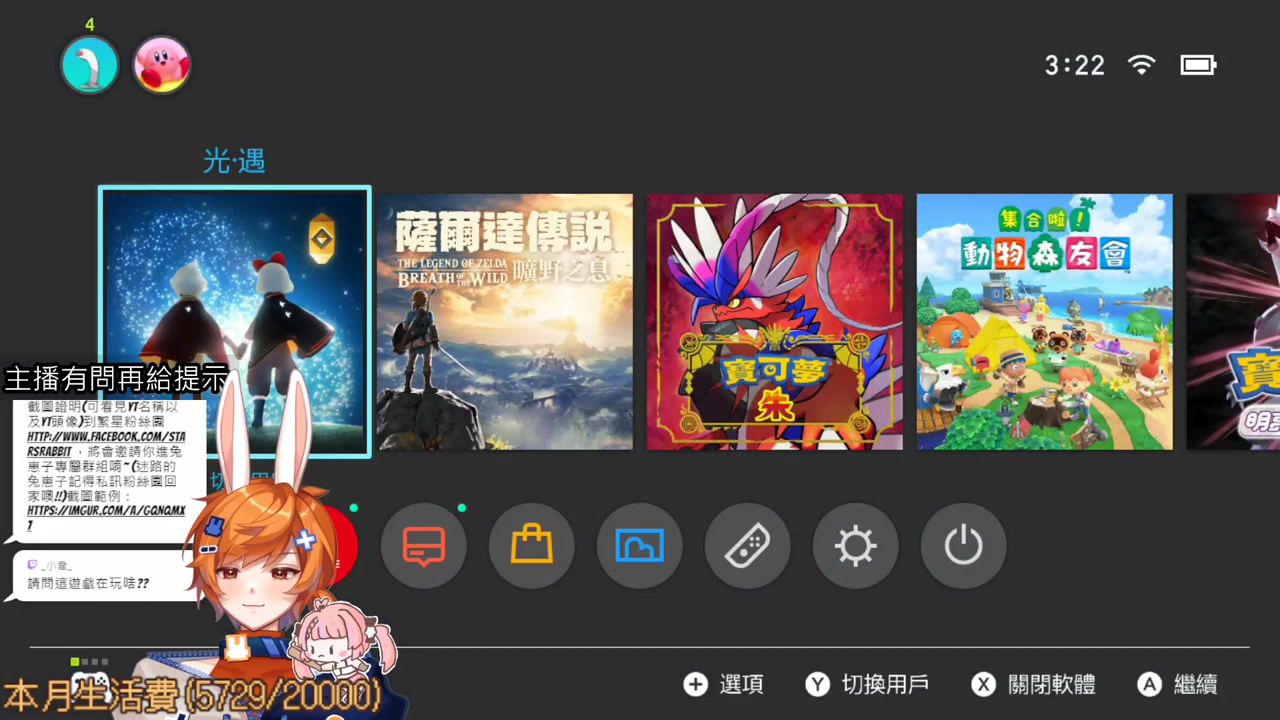 4
3:22
光·遇
薩爾達傳說
THE LEGEND OF ZELDA
BREATH OF THE WILD 曠野之息
寶可夢
朱
集合啦!
動物森友會
寶
主播有問再給提示
截圖證明(可看見YT名稱以
及YT頭像)到繁星粉絲團
HTTP://WWW.FACEBOOK.COM/STA
RSRABBIT，將會邀請你進兔
崽子專屬群組唷~(迷路的
兔崽子記得私訊粉絲團回
家噢!!)截圖範例：
HTTPS://IMGUR.COM/A/GQNQMX
_小韋_
請問這遊戲在玩啥??
本月生活費(5729/20000)
+ 選項
Y 切換用戶
X 關閉軟體
A 繼續